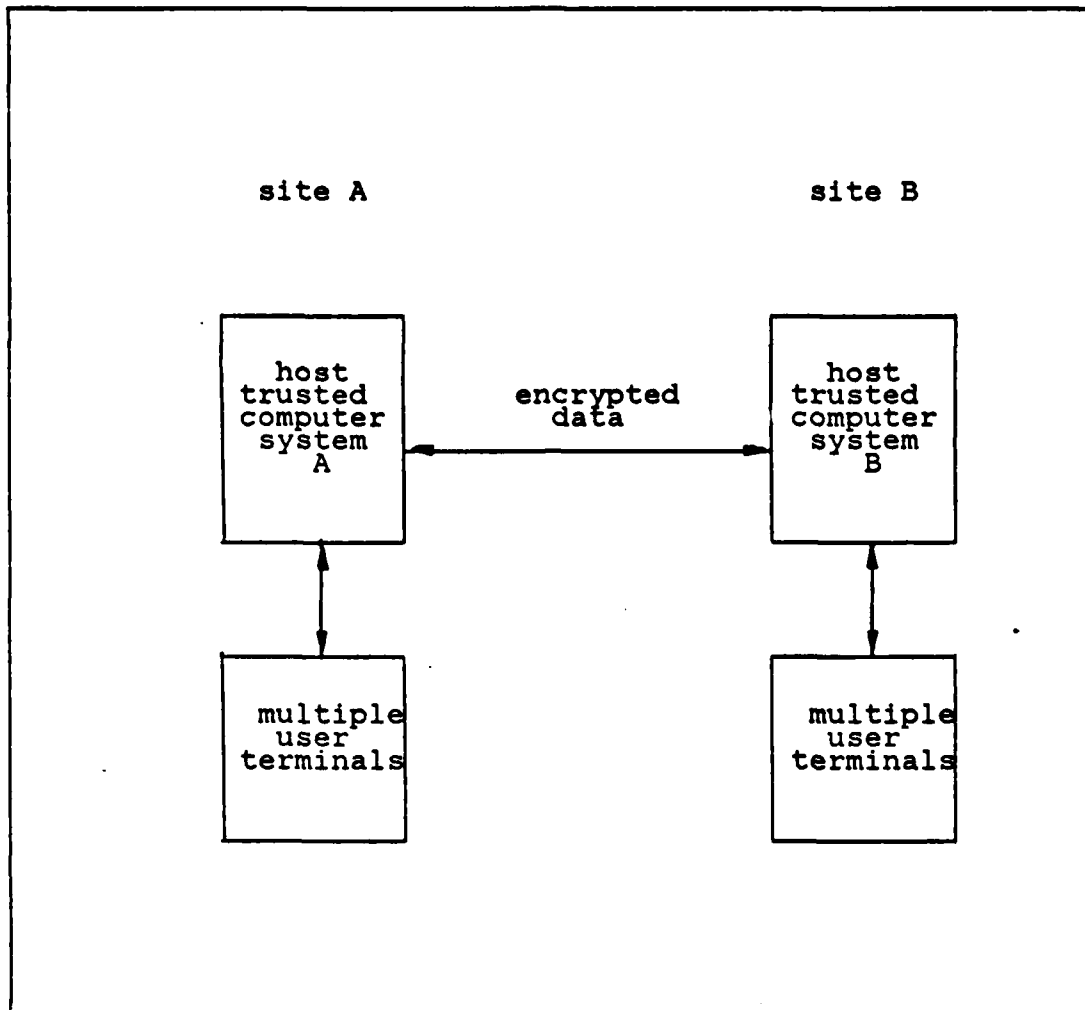 site A
site B
host
trusted
computer
system
A
encrypted
data
host
trusted
computer
system
B
multiple
user
terminals
multiple
user
terminals